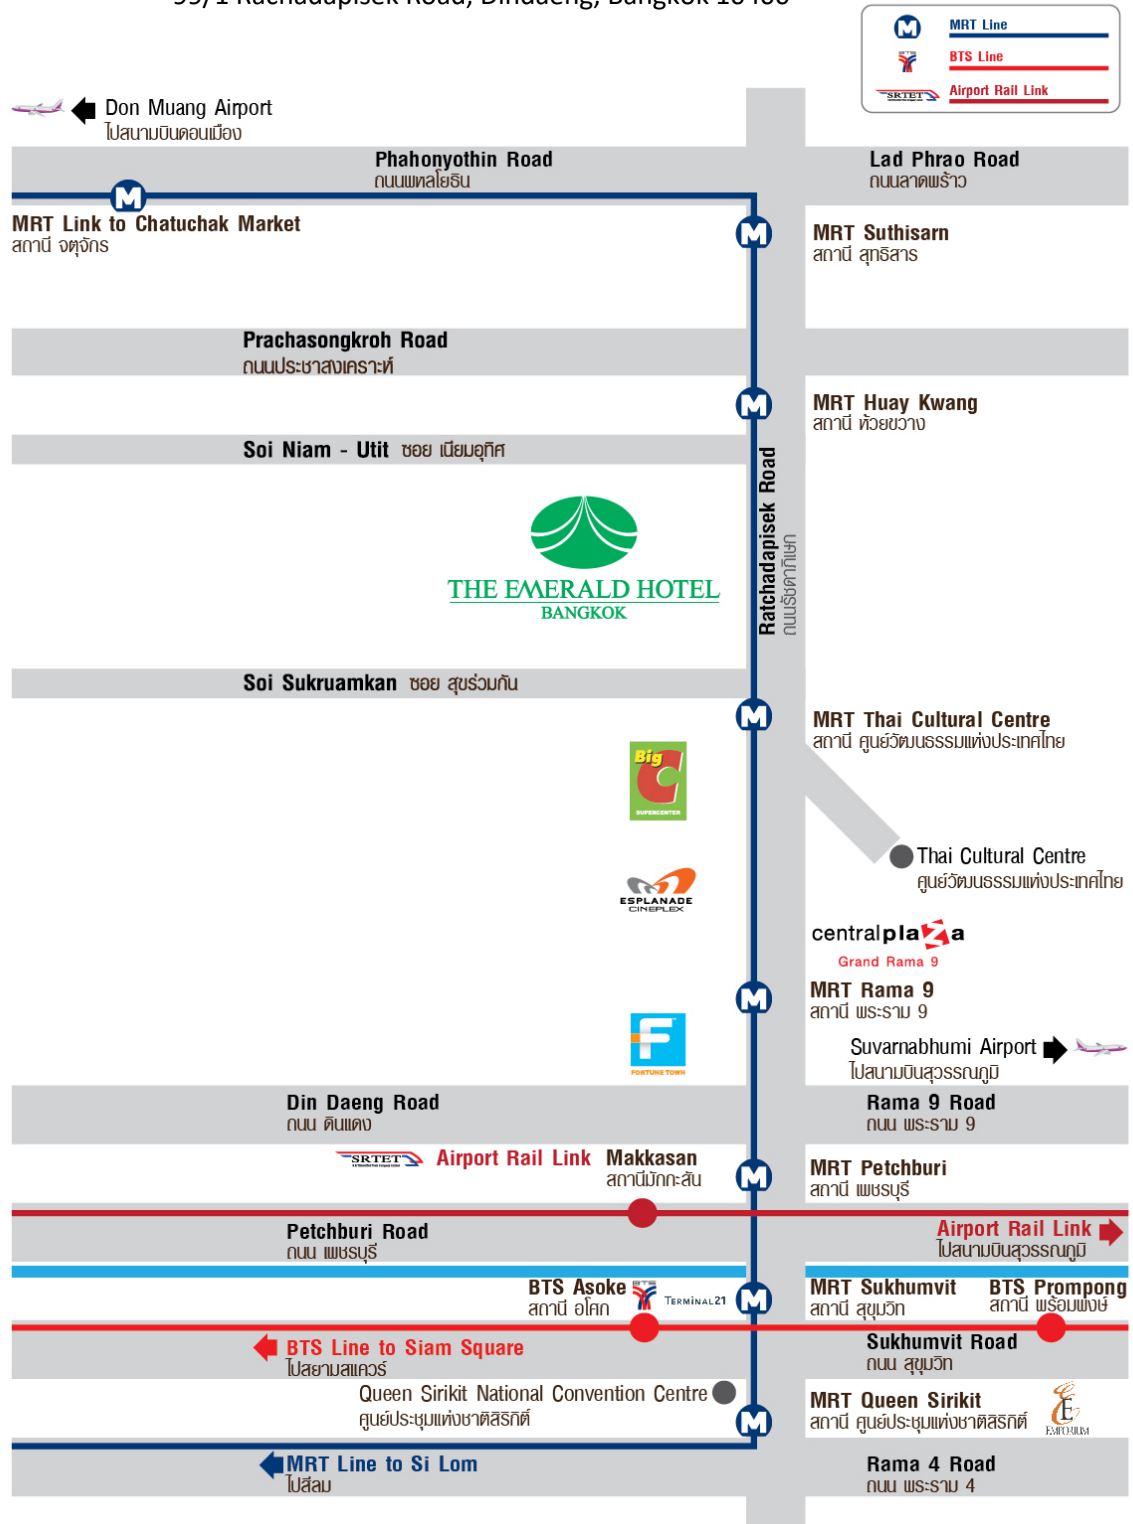 99/1 Rachadapisek Road, Dindaeng, Bangkok 10400
MRT Line
BTS Line
SRTET Airport Rail Link
Don Muang Airport
ไปสนามบินดอนเมือง
Phahonyothin Road
ถนนพหลโยธิน
Lad Phrao Road
ถนนลาดพร้าว
MRT Link to Chatuchak Market
สถานี จตุจักร
MRT Suthisarn
สถานี สุทธิสาร
Prachasongkroh Road
ถนนประชาสงเคราะห์
MRT Huay Kwang
สถานี ห้วยขวาง
Soi Niam - Utit ซอย เนียมอุทิศ
Ratchadapisek Road
ถนนรัชดาภิเษก
THE EMERALD HOTEL
BANGKOK
Soi Sukruamkan ซอย สุขร่วมกัน
MRT Thai Cultural Centre
สถานี ศูนย์วัฒนธรรมแห่งประเทศไทย
Big C
SUPERCENTER
Thai Cultural Centre
ศูนย์วัฒนธรรมแห่งประเทศไทย
ESPLANADE
CINEPLEX
centralplaza
Grand Rama 9
MRT Rama 9
สถานี พระราม 9
FORTUNE TOWN
Suvarnabhumi Airport
ไปสนามบินสุวรรณภูมิ
Din Daeng Road
ถนน ดินแดง
Rama 9 Road
ถนน พระราม 9
SRTET Airport Rail Link Makkasan
สถานีมักกะสัน
MRT Petchburi
สถานี เพชรบุรี
Petchburi Road
ถนน เพชรบุรี
Airport Rail Link
ไปสนามบินสุวรรณภูมิ
BTS Asoke
สถานี อโศก
BTS
TERMINAL21
MRT Sukhumvit
สถานี สุขุมวิท
BTS Prompong
สถานี พร้อมพงษ์
BTS Line to Siam Square
ไปสยามสแควร์
Sukhumvit Road
ถนน สุขุมวิท
Queen Sirikit National Convention Centre
ศูนย์ประชุมแห่งชาติสิริกิติ์
MRT Queen Sirikit
สถานี ศูนย์ประชุมแห่งชาติสิริกิติ์
EMPORIUM
MRT Line to Si Lom
ไปสีลม
Rama 4 Road
ถนน พระราม 4